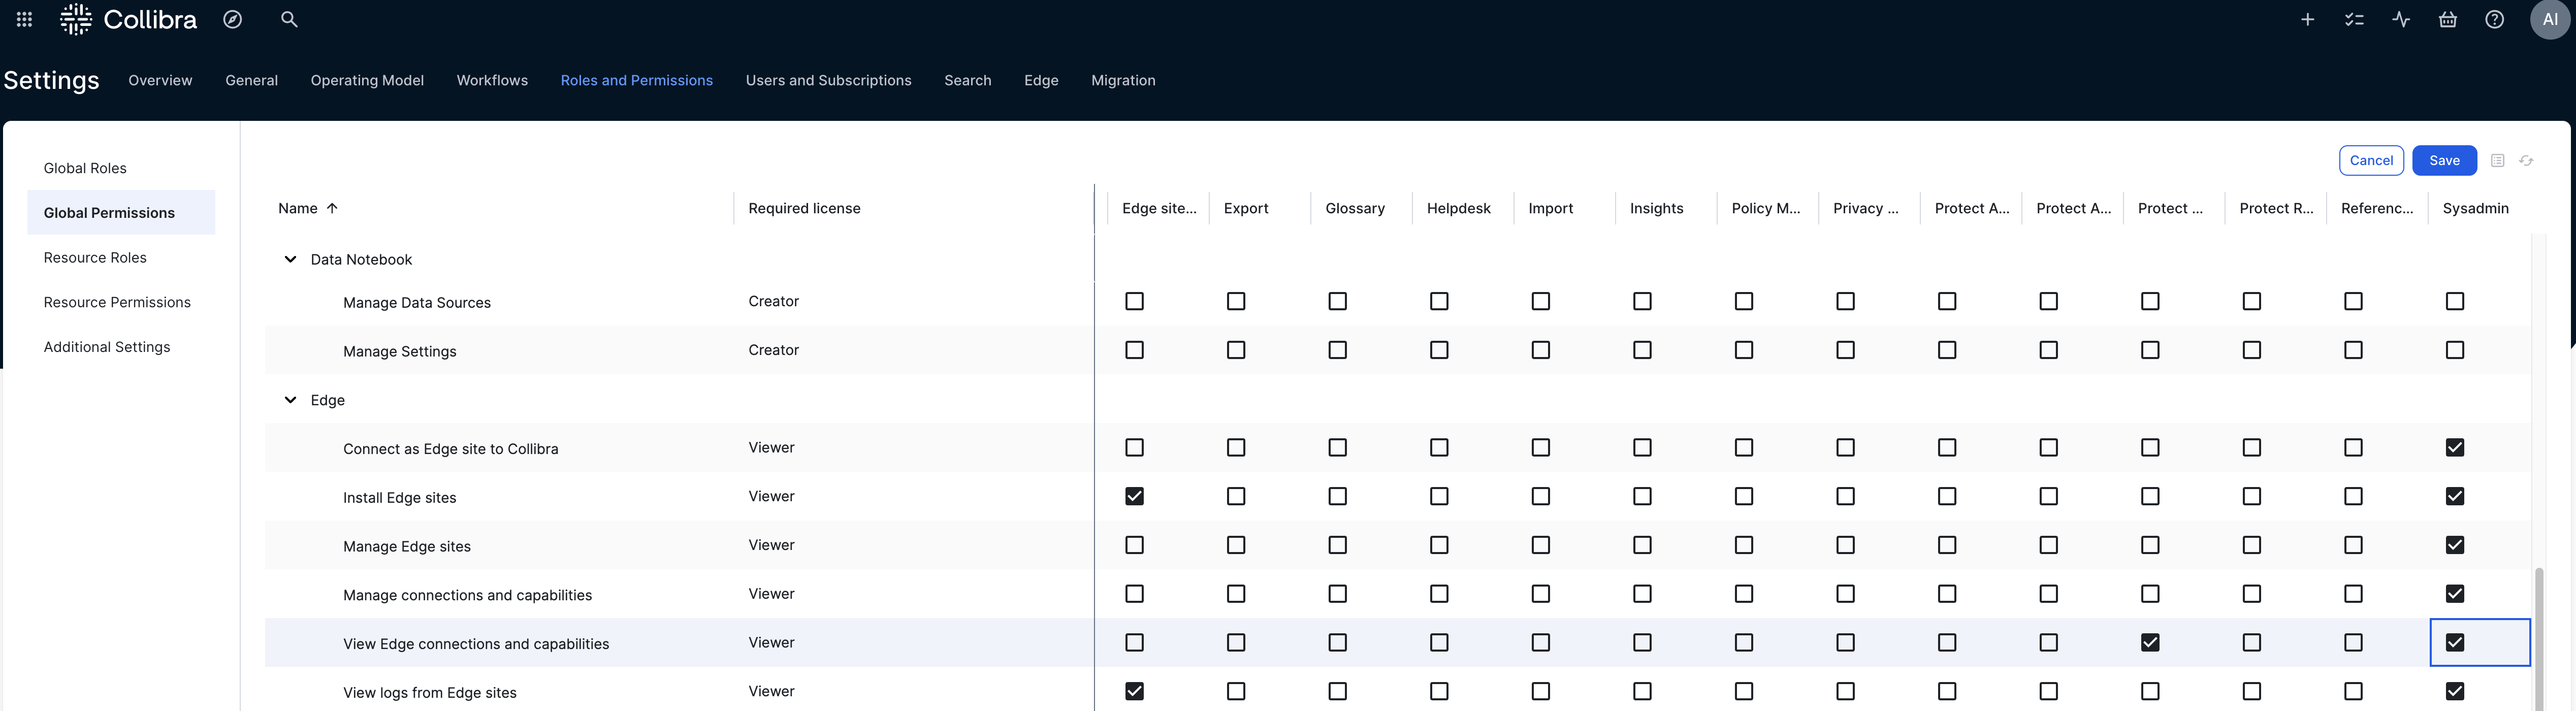 Collibra
AI
Settings Overview General Operating Model Workflows Roles and Permissions Users and Subscriptions Search Edge Migration
Global Roles
Global Permissions
Resource Roles
Resource Permissions
Additional Settings
Cancel Save
Name Required license Edge site... Export Glossary Helpdesk Import Insights Policy M... Privacy ... Protect A... Protect A... Protect ... Protect R... Referenc... Sysadmin
Data Notebook
Manage Data Sources Creator
Manage Settings Creator
Edge
Connect as Edge site to Collibra Viewer
Install Edge sites Viewer
Manage Edge sites Viewer
Manage connections and capabilities Viewer
View Edge connections and capabilities Viewer
View logs from Edge sites Viewer